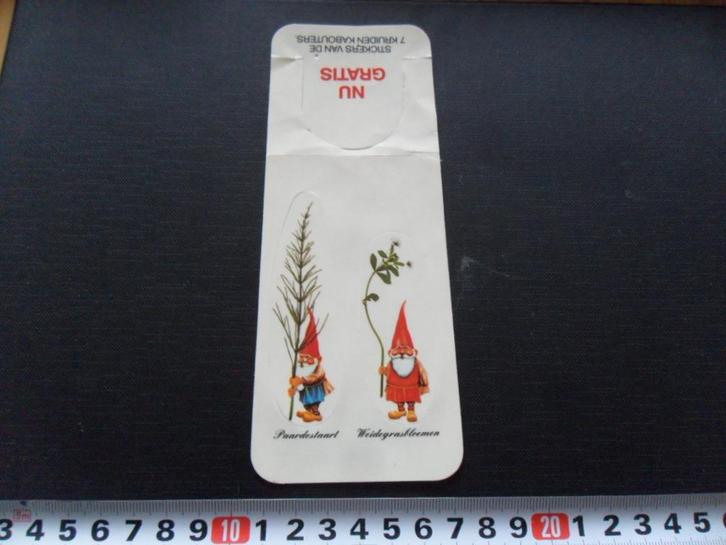 STICKERS VAN DE
7 KRUIDEN KABOUTERS.
NU
GRATIS
Paardestaart Weidegrasbloemen
3 4 5 6 7 8 9 10 1 2 3 4 5 6 7 8 9 20 1 2 3 4 5